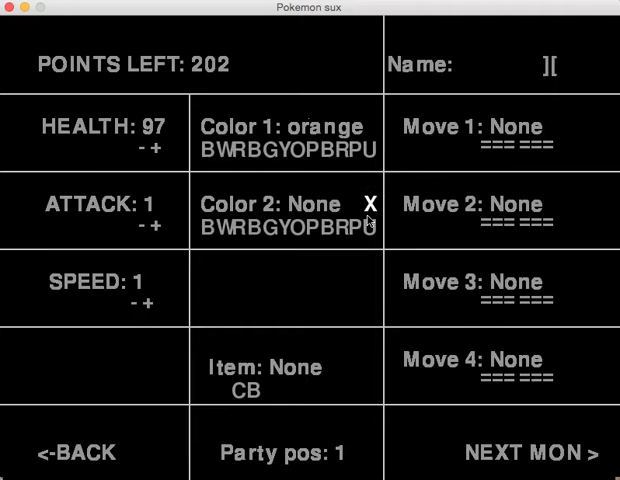 Pokemon sux
POINTS LEFT: 202
Name: ][
HEALTH: 97
- +
Color 1: orange
BWRBGYOPBRPU
Move 1: None
=== ===
ATTACK: 1
- +
Color 2: None X
BWRBGYOPBRPU
Move 2: None
=== ===
SPEED: 1
- +
Move 3: None
=== ===
Item: None
CB
Move 4: None
=== ===
<-BACK
Party pos: 1
NEXT MON >